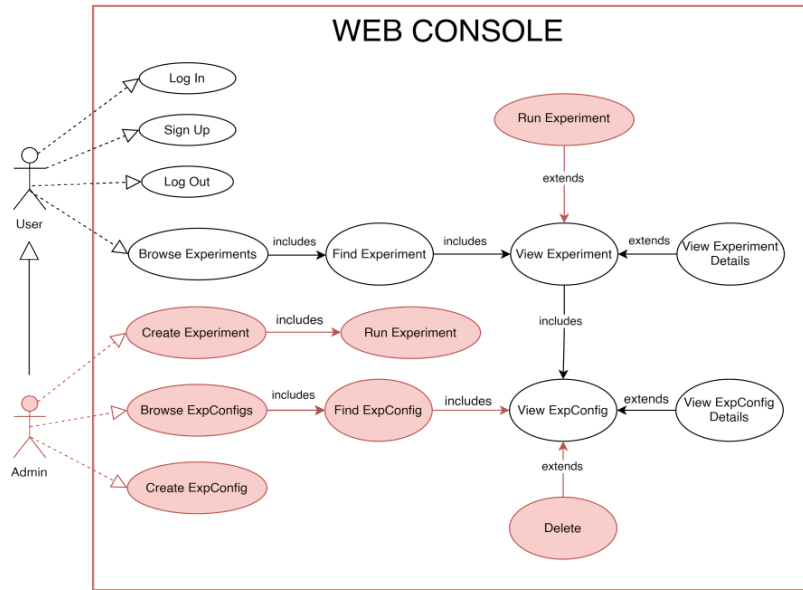 WEB CONSOLE
Log In
Sign Up
Log Out
User
Browse Experiments
includes
Find Experiment
includes
View Experiment
extends
View Experiment
Details
Run Experiment
extends
includes
Create Experiment
includes
Run Experiment
Admin
Browse ExpConfigs
includes
Find ExpConfig
includes
View ExpConfig
extends
View ExpConfig
Details
Create ExpConfig
extends
Delete